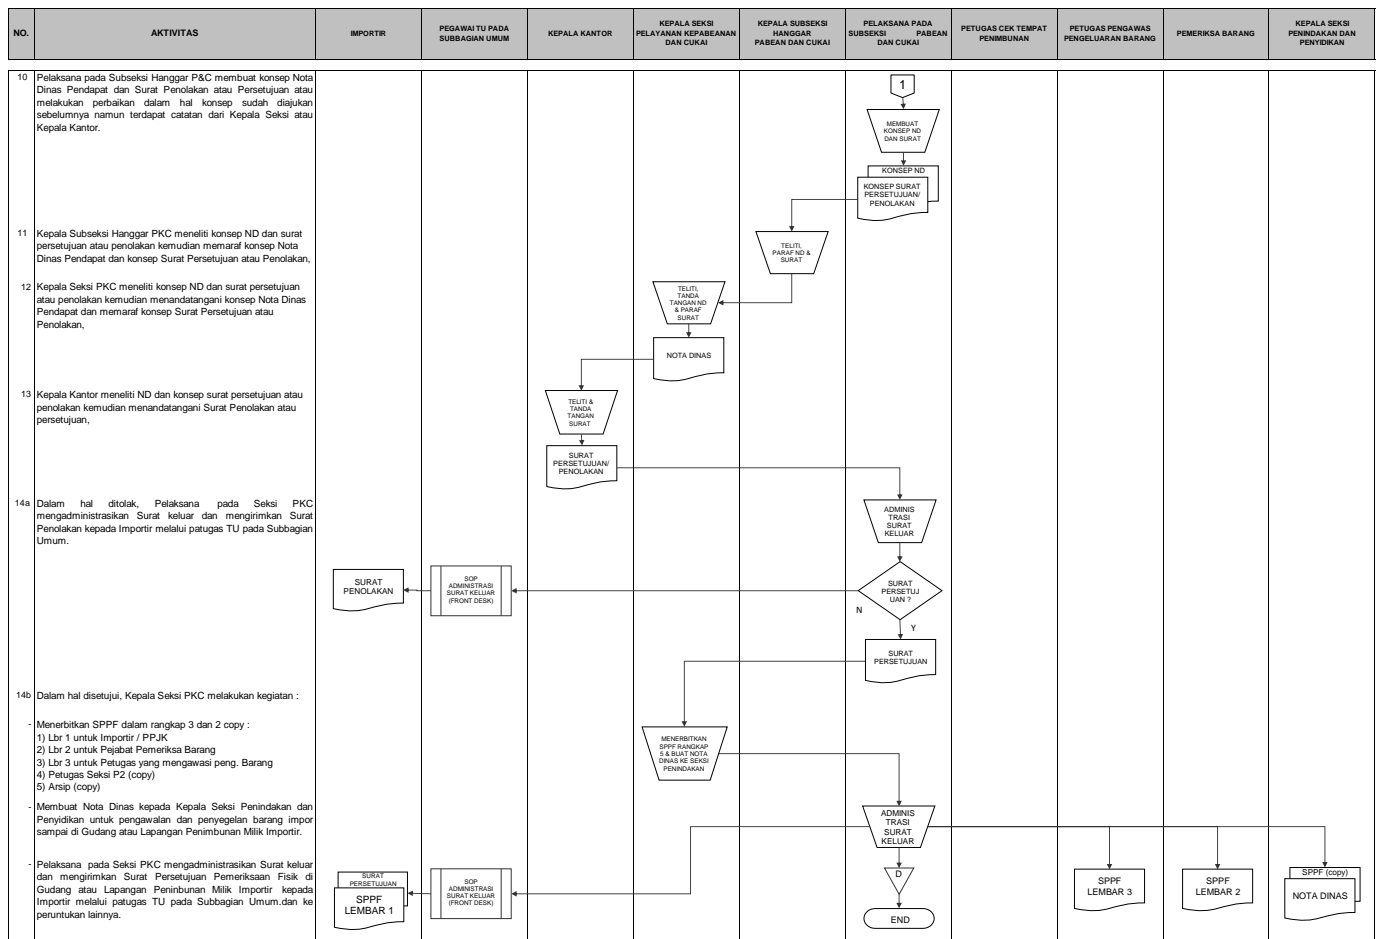 NO.
AKTIVITAS
IMPORTIR
PEGAWAI TU PADA
SUBBAGIAN UMUM
KEPALA KANTOR
KEPALA SEKSI
PELAYANAN KEPABEANAN
DAN CUKAI
KEPALA SUBSEKSI
HANGGAR
PABEAN DAN CUKAI
PELAKSANA PADA
SUBSEKSI PABEAN
DAN CUKAI
PETUGAS CEK TEMPAT
PENIMBUNAN
PETUGAS PENGAWAS
PENGELUARAN BARANG
PEMERIKSA BARANG
KEPALA SEKSI
PENINDAKAN DAN
PENYIDIKAN
10 Pelaksana pada Subseksi Hanggar P&C membuat konsep Nota
Dinas Pendapat dan Surat Penolakan atau Persetujuan atau
melakukan perbaikan dalam hal konsep sudah diajukan
sebelumnya namun terdapat catatan dari Kepala Seksi atau
Kepala Kantor.
1
MEMBUAT
KONSEP ND
DAN SURAT
KONSEP ND
KONSEP SURAT
PERSETUJUAN/
PENOLAKAN
11 Kepala Subseksi Hanggar PKC meneliti konsep ND dan surat
persetujuan atau penolakan kemudian memaraf konsep Nota
Dinas Pendapat dan konsep Surat Persetujuan atau Penolakan,
TELITI,
PARAF ND &
SURAT
12 Kepala Seksi PKC meneliti konsep ND dan surat persetujuan
atau penolakan kemudian menandatangani konsep Nota Dinas
Pendapat dan memaraf konsep Surat Persetujuan atau
Penolakan,
TELITI,
TANDA
TANGAN ND
& PARAF
SURAT
NOTA DINAS
13 Kepala Kantor meneliti ND dan konsep surat persetujuan atau
penolakan kemudian menandatangani Surat Penolakan atau
persetujuan,
TELITI &
TANDA
TANGAN
SURAT
SURAT
PERSETUJUAN/
PENOLAKAN
14a Dalam hal ditolak, Pelaksana pada Seksi PKC
mengadministrasikan Surat keluar dan mengirimkan Surat
Penolakan kepada Importir melalui patugas TU pada Subbagian
Umum.
ADMINIS
TRASI
SURAT
KELUAR
SURAT
PERSETUJ
UAN ?
N
Y
SOP
ADMINISTRASI
SURAT KELUAR
(FRONT DESK)
SURAT
PENOLAKAN
SURAT
PERSETUJUAN
14b Dalam hal disetujui, Kepala Seksi PKC melakukan kegiatan :
- Menerbitkan SPPF dalam rangkap 3 dan 2 copy :
1) Lbr 1 untuk Importir / PPJK
2) Lbr 2 untuk Pejabat Pemeriksa Barang
3) Lbr 3 untuk Petugas yang mengawasi peng. Barang
4) Petugas Seksi P2 (copy)
5) Arsip (copy)
MENERBITKAN
SPPF RANGKAP
5 & BUAT NOTA
DINAS KE SEKSI
PENINDAKAN
- Membuat Nota Dinas kepada Kepala Seksi Penindakan dan
Penyidikan untuk pengawalan dan penyegelan barang impor
sampai di Gudang atau Lapangan Penimbunan Milik Importir.
ADMINIS
TRASI
SURAT
KELUAR
- Pelaksana pada Seksi PKC mengadministrasikan Surat keluar
dan mengirimkan Surat Persetujuan Pemeriksaan Fisik di
Gudang atau Lapangan Peninbunan Milik Importir kepada
Importir melalui patugas TU pada Subbagian Umum.dan ke
peruntukan lainnya.
SURAT
PERSETUJUAN
SPPF
LEMBAR 1
SOP
ADMINISTRASI
SURAT KELUAR
(FRONT DESK)
D
END
SPPF
LEMBAR 3
SPPF
LEMBAR 2
SPPF (copy)
NOTA DINAS